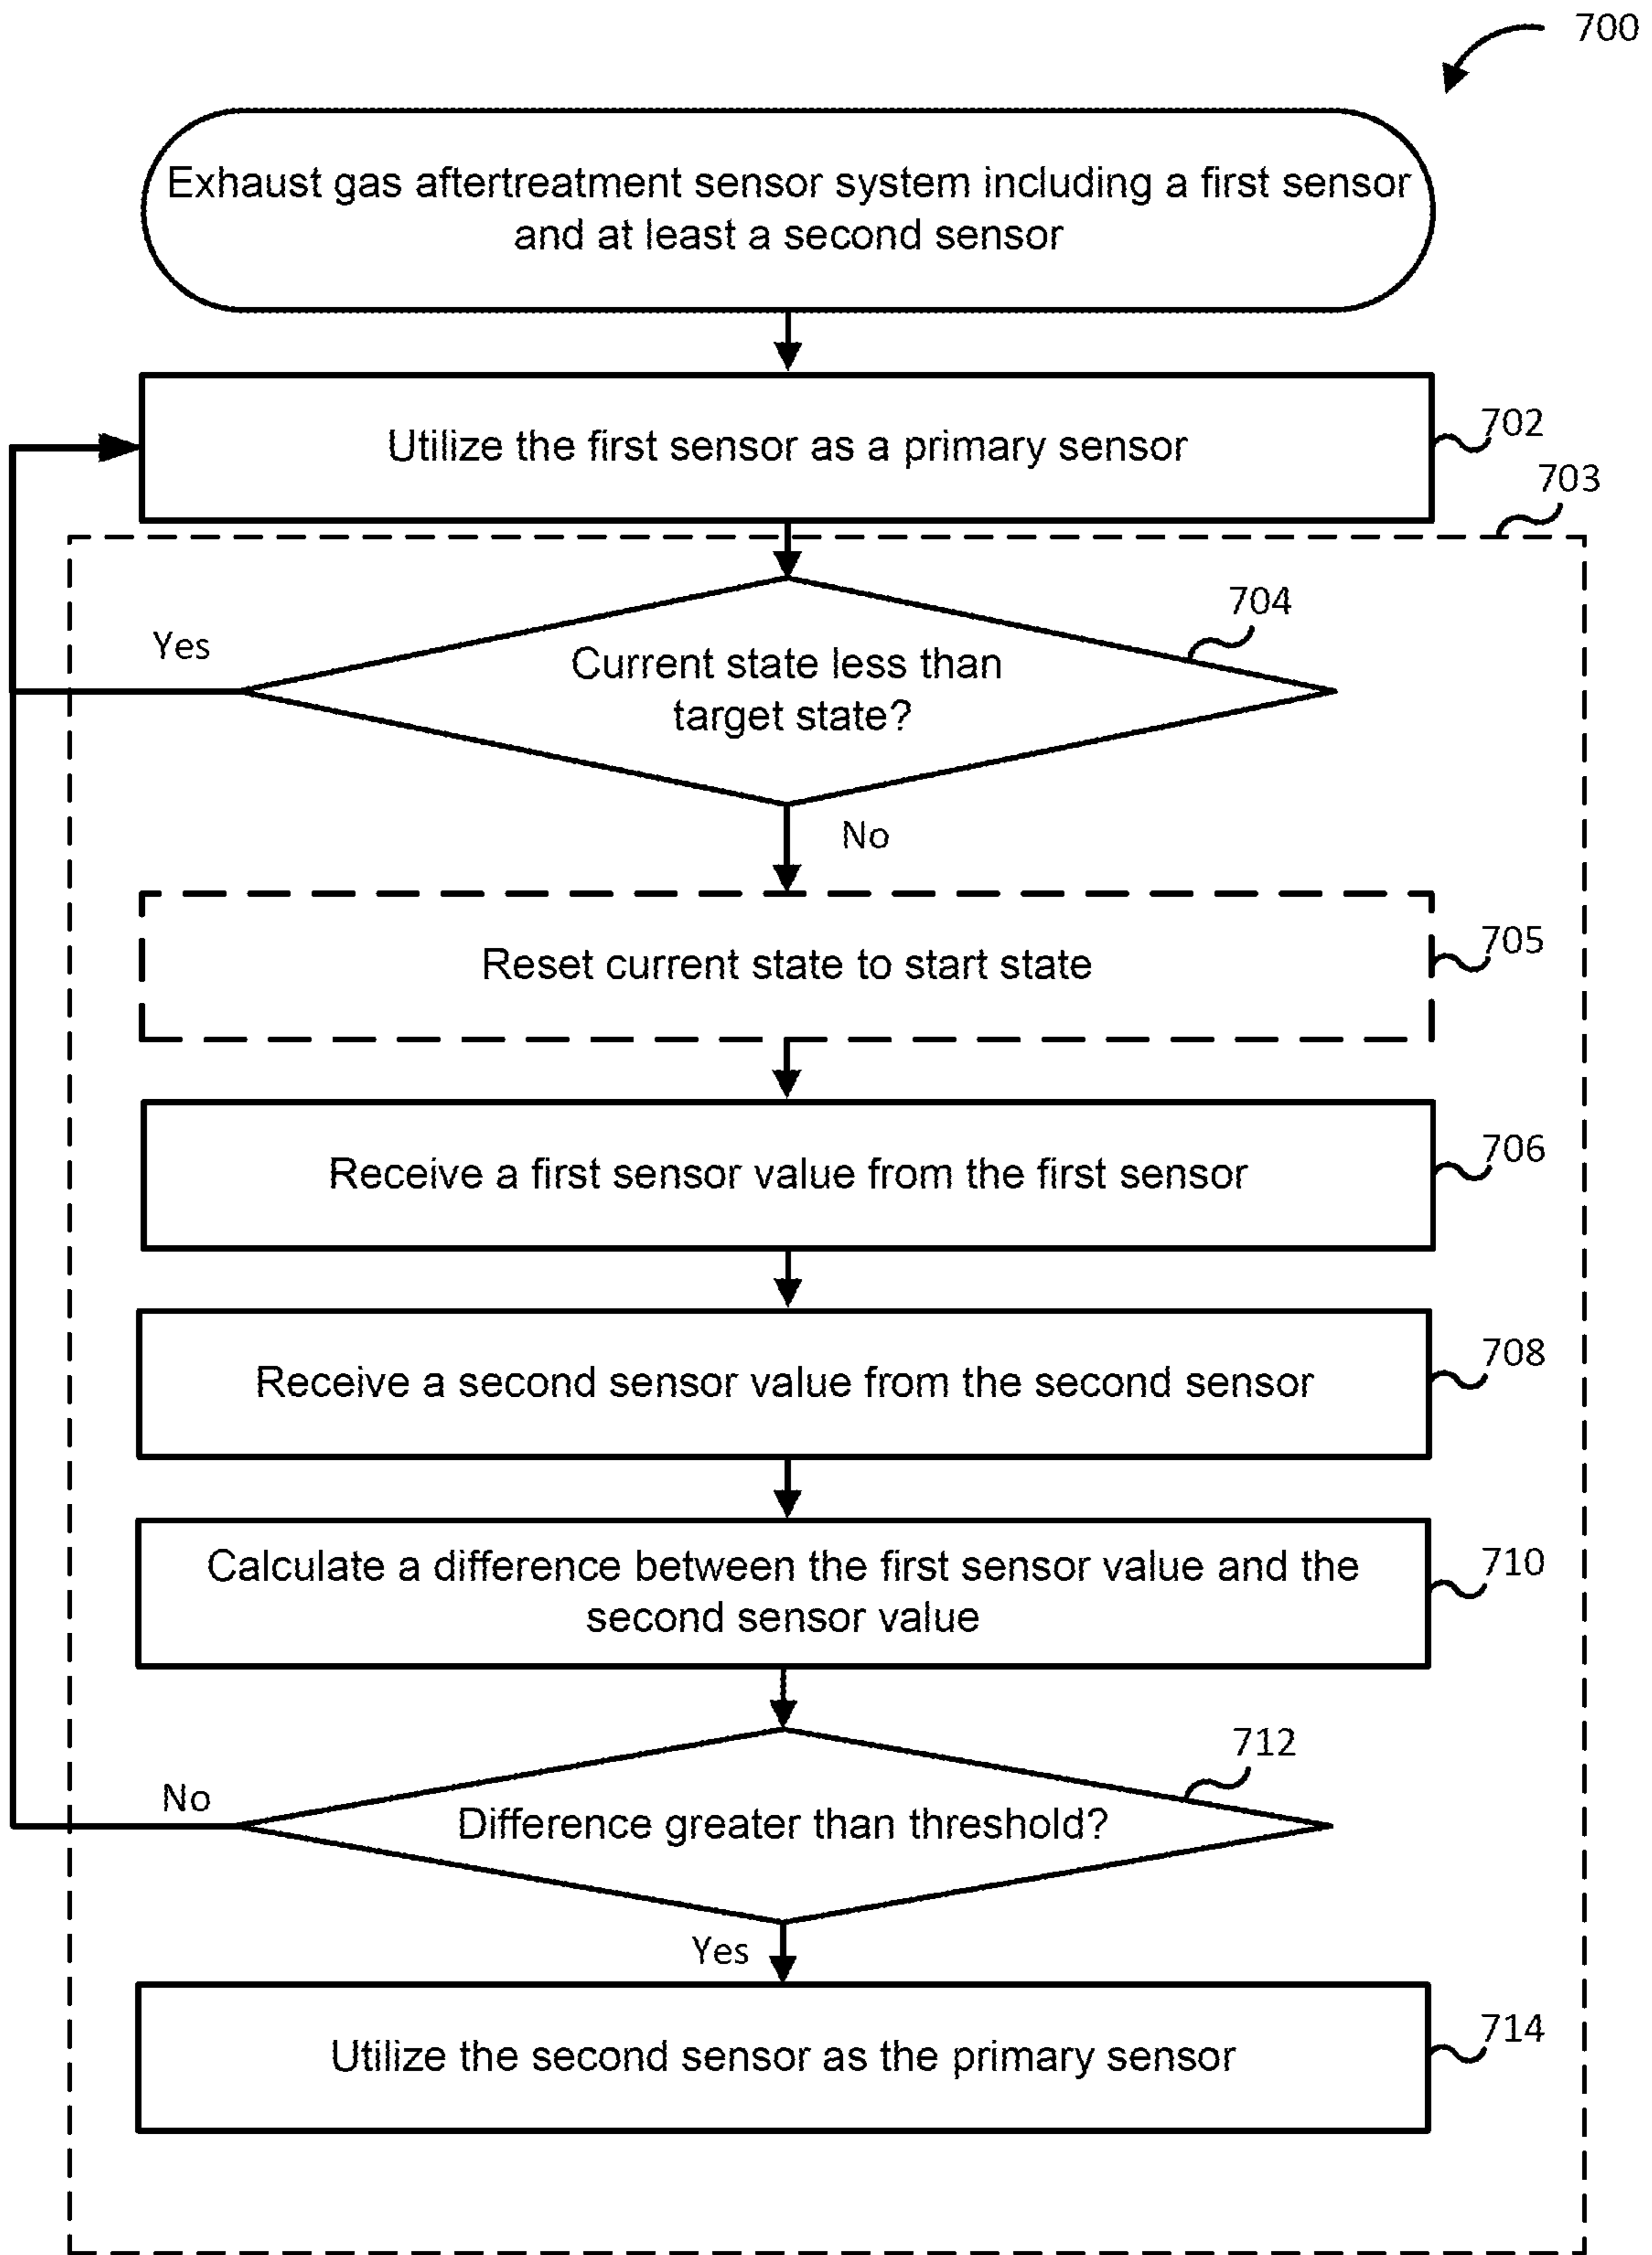 700
Exhaust gas aftertreatment sensor system including a first sensor
and at least a second sensor
Utilize the first sensor as a primary sensor
702
703
704
Yes
Current state less than
target state?
No
Reset current state to start state
705
Receive a first sensor value from the first sensor
706
Receive a second sensor value from the second sensor
708
Calculate a difference between the first sensor value and the
second sensor value
710
712
No
Difference greater than threshold?
Yes
Utilize the second sensor as the primary sensor
714